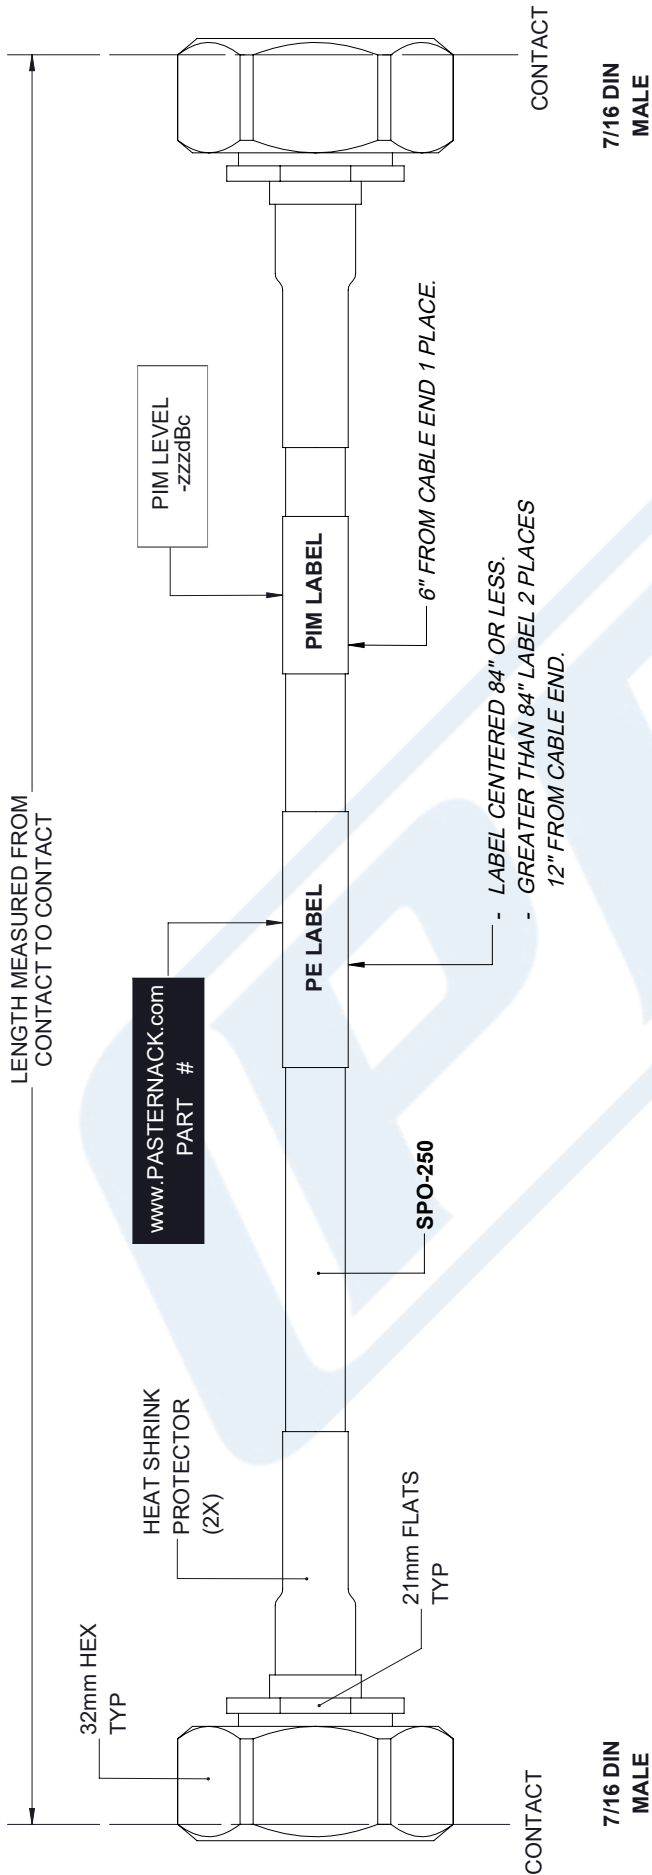 LENGTH MEASURED FROM
CONTACT TO CONTACT
32mm HEX
TYP
HEAT SHRINK
PROTECTOR
(2X)
www.PASTERNACK.com
PART #
PIM LEVEL
-zzzdBc
PE LABEL
PIM LABEL
21mm FLATS
TYP
SPO-250
6" FROM CABLE END 1 PLACE.
- LABEL CENTERED 84" OR LESS.
- GREATER THAN 84" LABEL 2 PLACES
12" FROM CABLE END.
CONTACT
CONTACT
7/16 DIN
MALE
7/16 DIN
MALE